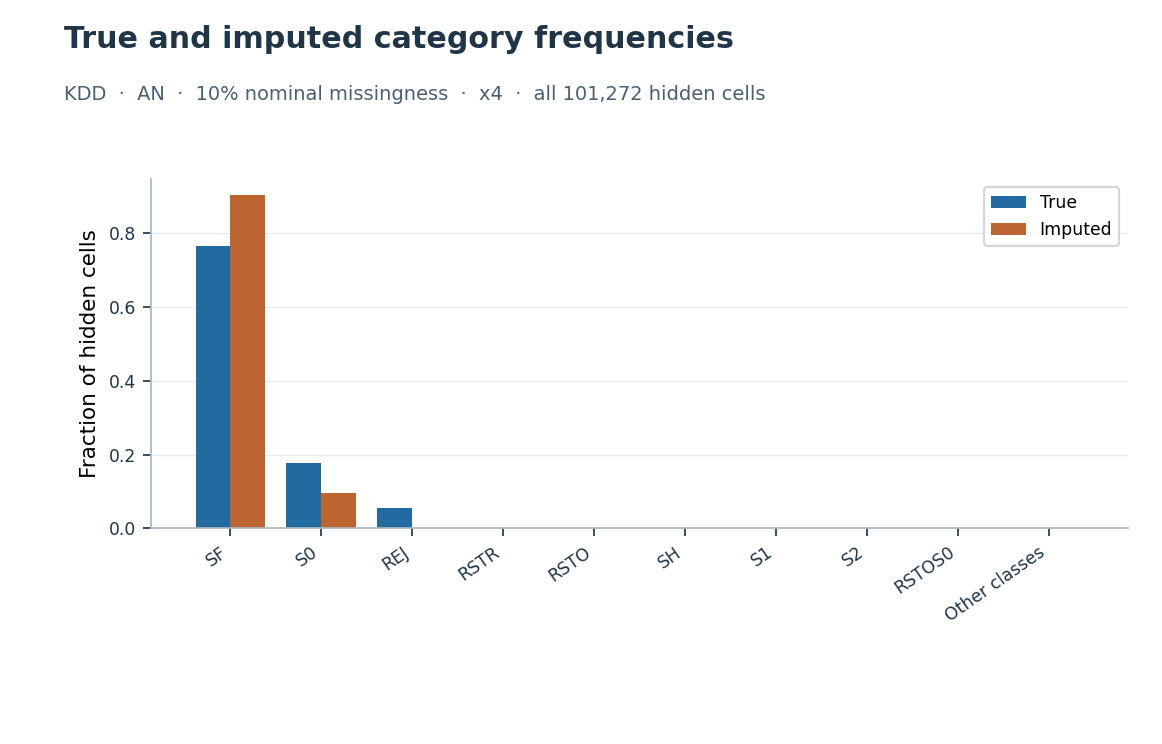 True and imputed category frequencies
KDD · AN · 10% nominal missingness · x4 · all 101,272 hidden cells
True
Imputed
Fraction of hidden cells
0.8
0.6
0.4
0.2
0.0
SF
S0
REJ
RSTR
RSTO
SH
S1
S2
RSTOS0
Other classes